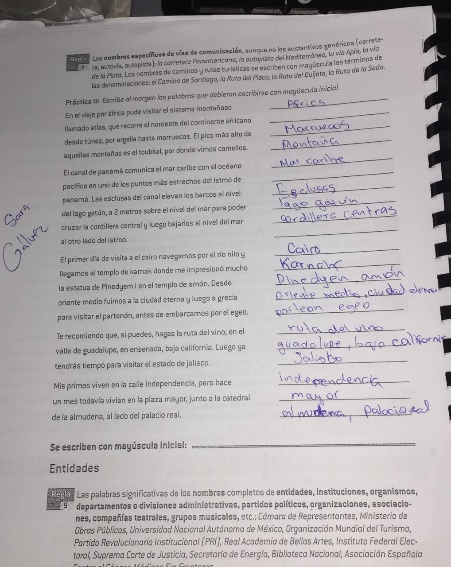 Regla 8 Los nombres específicos de vías de comunicación, aunque no los sustantivos genéricos (carrete-
ra, autovía, autopista): la carretera Panamericana, la autopista del Mediterráneo, la vía Apia, la vía
de la Plata. Los nombres de caminos y rutas turísticas se escriben con mayúscula los términos de
las denominaciones: el Camino de Santiago, la Ruta del Pisco, la Ruta del Quijote, la Ruta de la Seda.
Escribe al margen las palabras que debieran escribirse con mayúscula inicial.
En el viaje por áfrica pude visitar el sistema montañoso
llamado atlas, que recorre el noroeste del continente africano
desde túnez, por argelia hasta marruecos. El pico más alto de
aquellas montañas es el toubkal, por donde vimos camellos.
Africa
Marruecos
Montana
Mar caribe
El canal de panamá comunica el mar caribe con el océano
pacífico en uno de los puntos más estrechos del istmo de
panamá. Las esclusas del canal elevan los barcos al nivel
del lago gatún, a 2 metros sobre el nivel del mar para poder
cruzar la cordillera central y luego bajarlos al nivel del mar
al otro lado del istmo.
Esclusas
lago gatun
cordillera centras
El primer día de visita a el cairo navegamos por el río nilo y
llegamos al templo de karnak donde me impresionó mucho
la estatua de Pinedyem I en el templo de amón. Desde
oriente medio fuimos a la ciudad eterna y luego a grecia
para visitar el partenón, antes de embarcarnos por el egeo.
Cairo
Karnak
Pinedyen amón
oriente medio, ciudad eterna
egeo
Te recomiendo que, si puedes, hagas la ruta del vino, en el
valle de guadalupe, en ensenada, baja california. Luego ya
tendrás tiempo para visitar el estado de jalisco.
ruta del vino
guadalupe, baja california
Jalisco
Mis primos viven en la calle independencia, pero hace
un mes todavía vivían en la plaza mayor, junto a la catedral
de la almudena, al lado del palacio real.
independencia
mayor
almudena, Palacio real
Sara
Galvez
Se escriben con mayúscula inicial:
Entidades
Regla 9 Las palabras significativas de los nombres completos de entidades, instituciones, organismos,
departamentos o divisiones administrativas, partidos políticos, organizaciones, asociacio-
nes, compañías teatrales, grupos musicales, etc.: Cámara de Representantes, Ministerio de
Obras Públicas, Universidad Nacional Autónoma de México, Organización Mundial del Turismo,
Partido Revolucionario Institucional (PRI), Real Academia de Bellas Artes, Instituto Federal Elec-
toral, Suprema Corte de Justicia, Secretaría de Energía, Biblioteca Nacional, Asociación Española